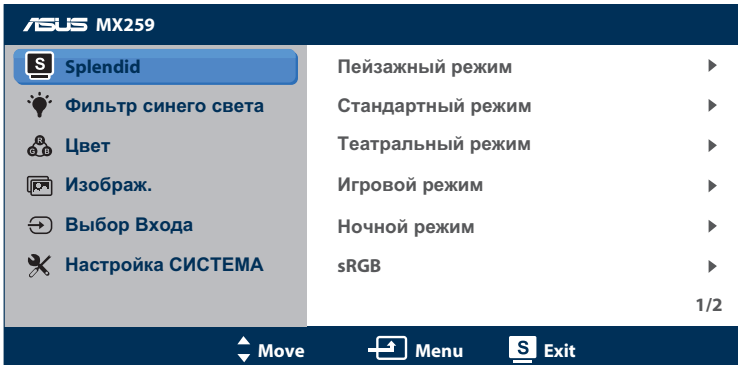 ASUS MX259
S Splendid
Фильтр синего света
R G B Цвет
Изображ.
Выбор Входа
Настройка СИСТЕМА
Пейзажный режим
Стандартный режим
Театральный режим
Игровой режим
Ночной режим
sRGB
1/2
Move Menu S Exit